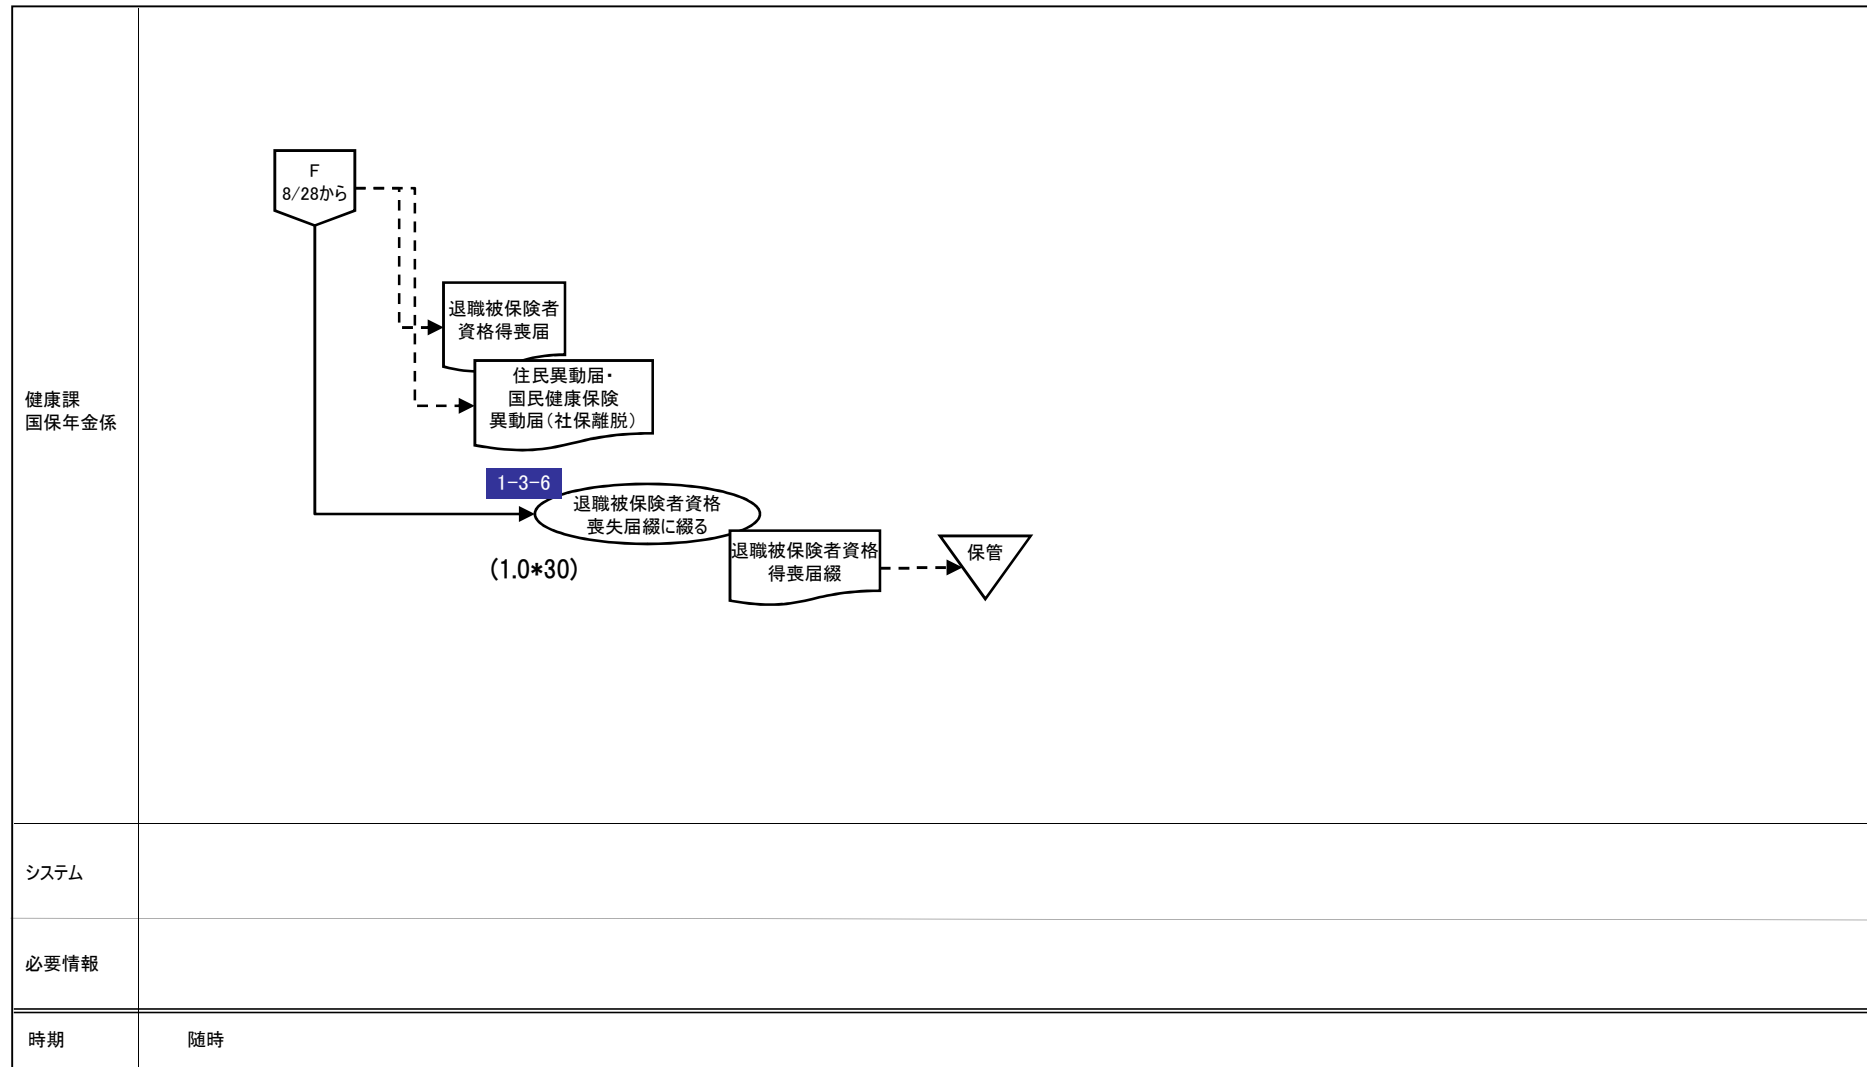 F
8/28から
退職被保険者
資格得喪届
住民異動届・
国民健康保険
異動届（社保離脱）
健康課
国保年金係
1-3-6
退職被保険者資格
喪失届綴に綴る
(1.0*30)
退職被保険者資格
得喪届綴
保管
システム
必要情報
時期
随時